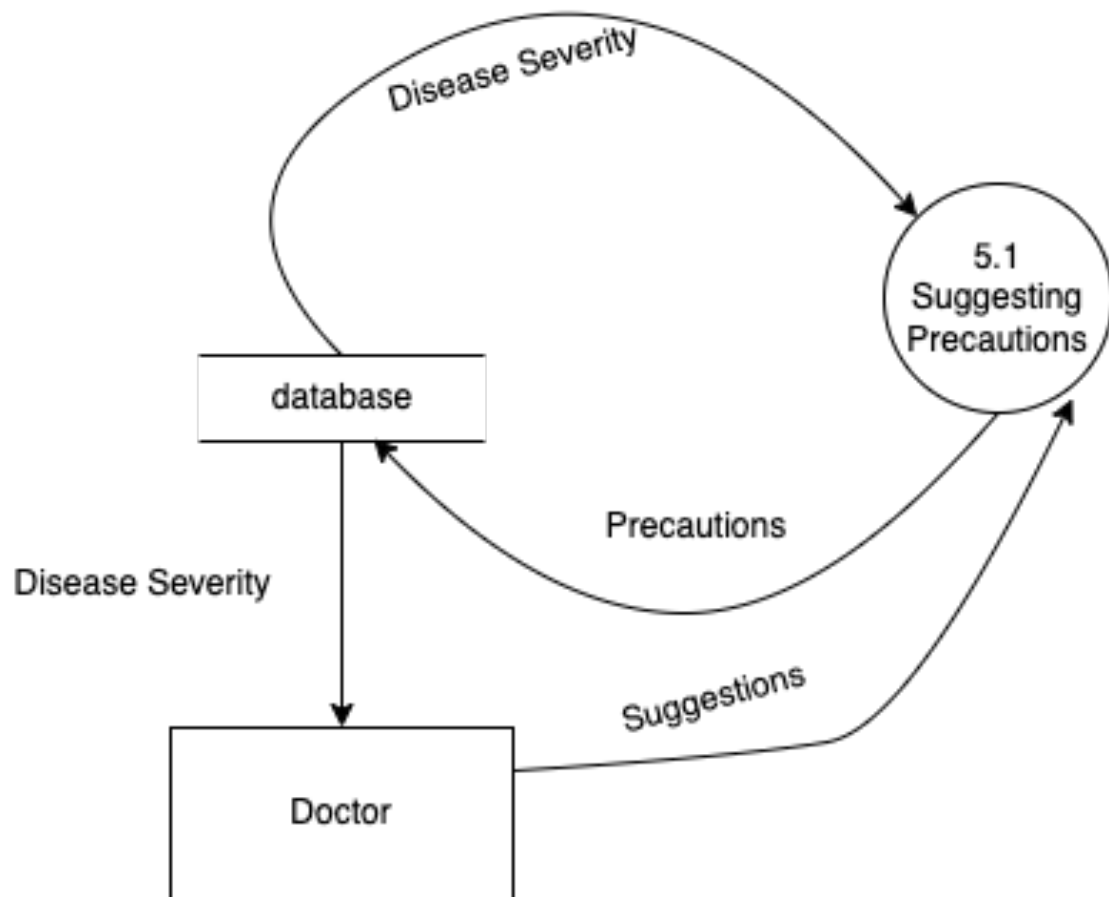 Disease Severity
5.1
Suggesting
Precautions
database
Precautions
Disease Severity
Suggestions
Doctor